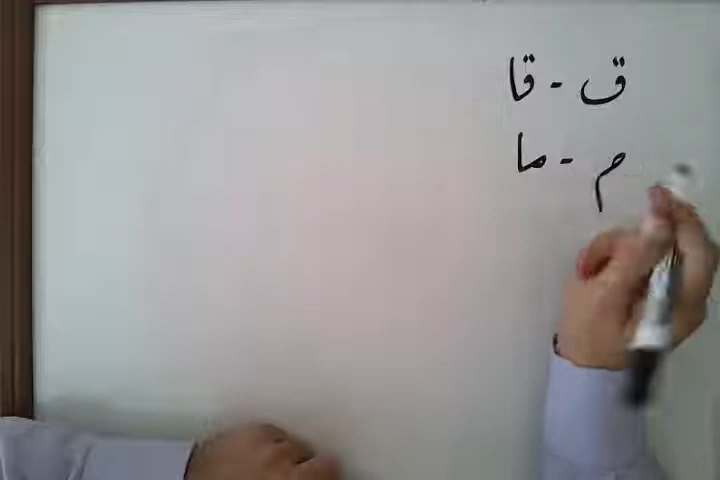 ق - قا
م - ما